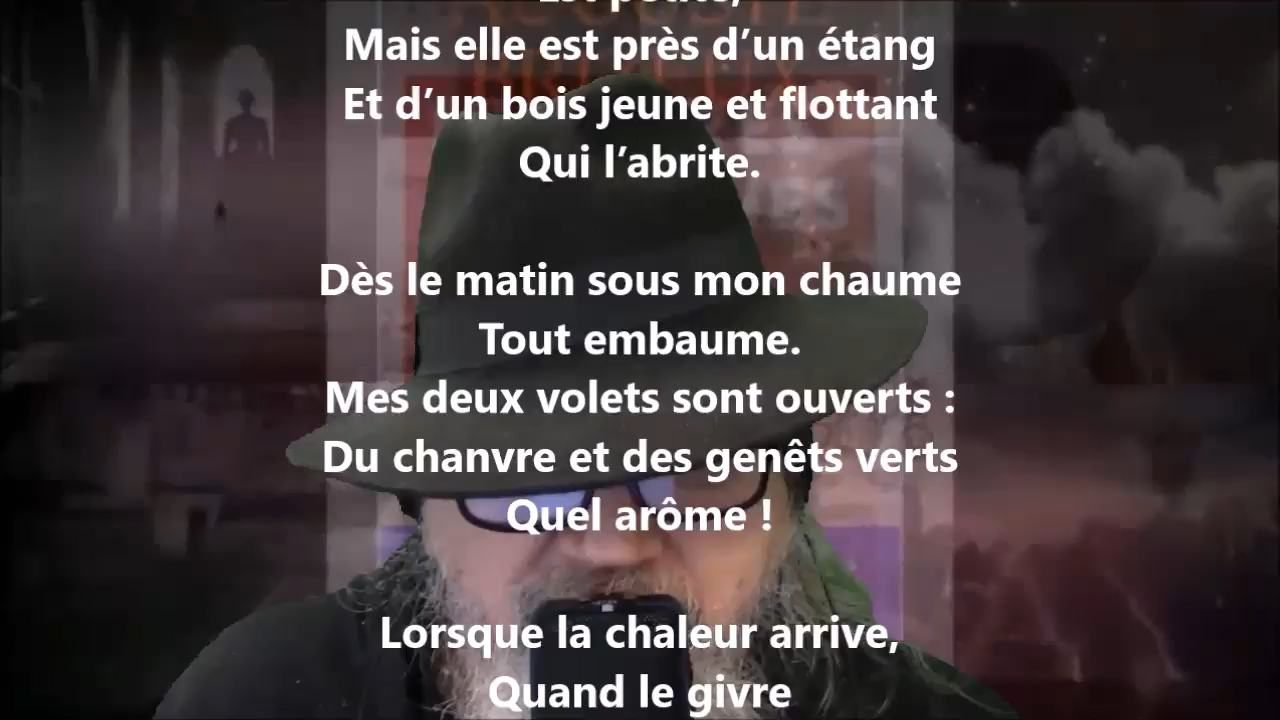 Est petite,
Mais elle est près d’un étang
Et d’un bois jeune et flottant
Qui l’abrite.
Dès le matin sous mon chaume
Tout embaume.
Mes deux volets sont ouverts :
Du chanvre et des genêts verts
Quel arôme !
Lorsque la chaleur arrive,
Quand le givre